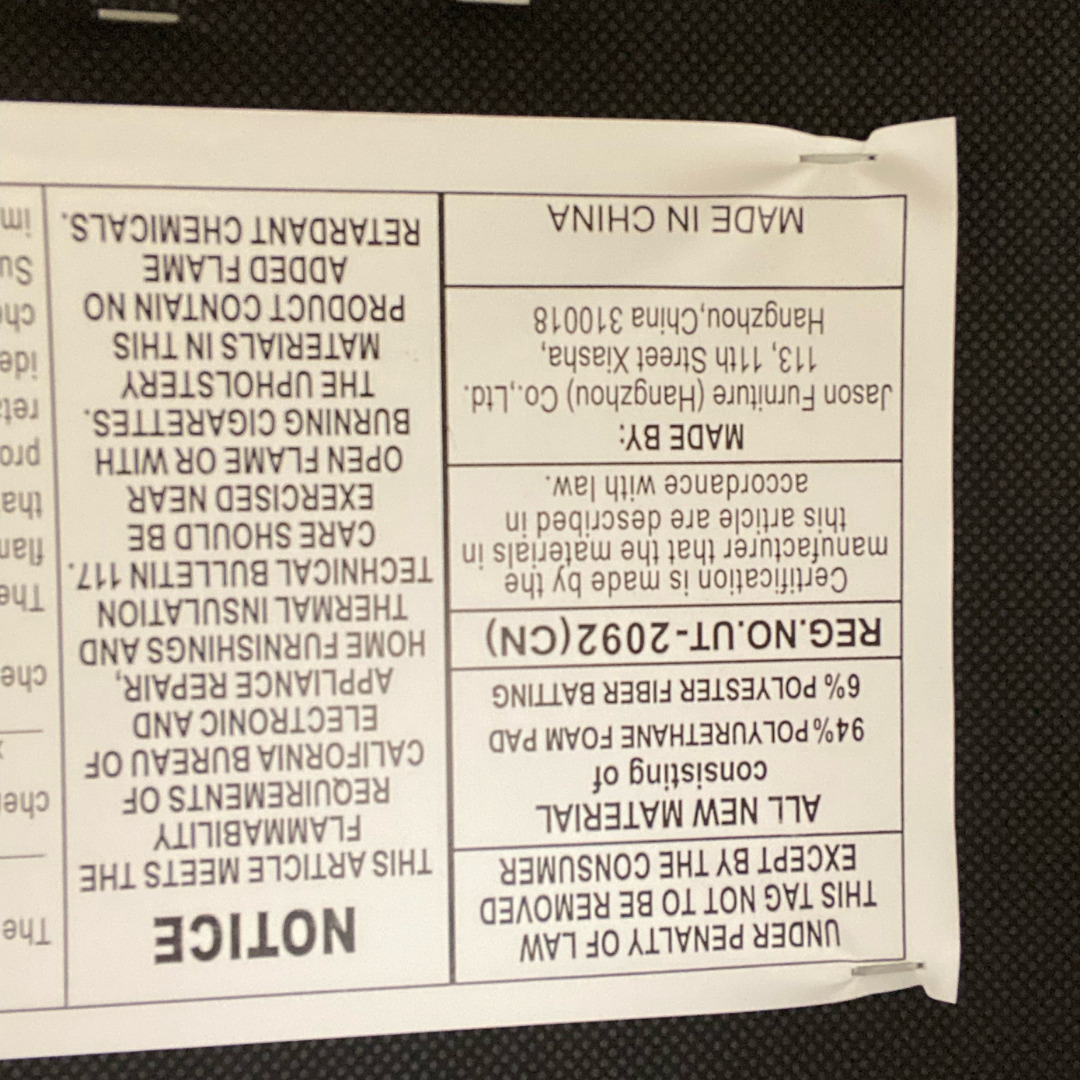 UNDER PENALTY OF LAW
THIS TAG NOT TO BE REMOVED
EXCEPT BY THE CONSUMER
ALL NEW MATERIAL
consisting of
94% POLYURETHANE FOAM PAD
6% POLYESTER FIBER BATTING
REG.NO.UT-2092(CN)
Certification is made by the
manufacturer that the materials in
this article are described in
accordance with law.
MADE BY:
Jason Furniture (Hangzhou) Co.,Ltd.
113, 11th Street Xiasha,
Hangzhou,China 310018
MADE IN CHINA
NOTICE
THIS ARTICLE MEETS THE
FLAMMABILITY
REQUIREMENTS OF
CALIFORNIA BUREAU OF
ELECTRONIC AND
APPLIANCE REPAIR,
HOME FURNISHINGS AND
THERMAL INSULATION
TECHNICAL BULLETIN 117.
CARE SHOULD BE
EXERCISED NEAR
OPEN FLAME OR WITH
BURNING CIGARETTES.
THE UPHOLSTERY
MATERIALS IN THIS
PRODUCT CONTAIN NO
ADDED FLAME
RETARDANT CHEMICALS.
The
The